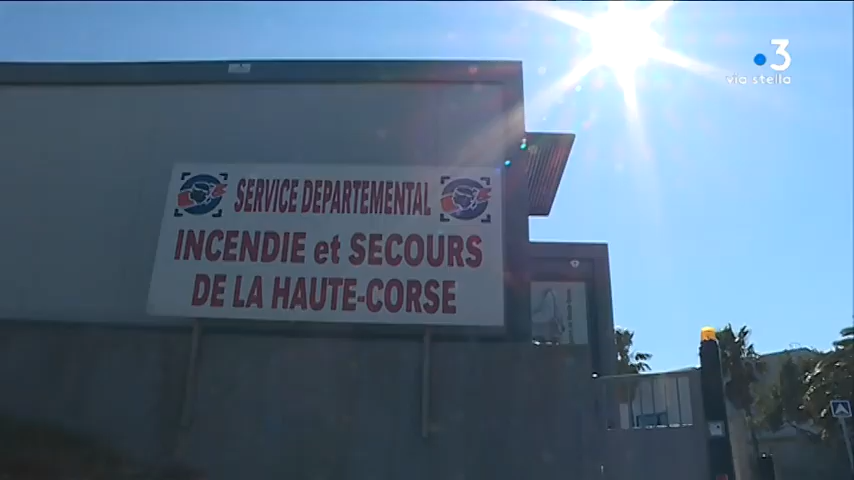 3
via stella
SERVICE DEPARTEMENTAL
INCENDIE et SECOURS
DE LA HAUTE-CORSE